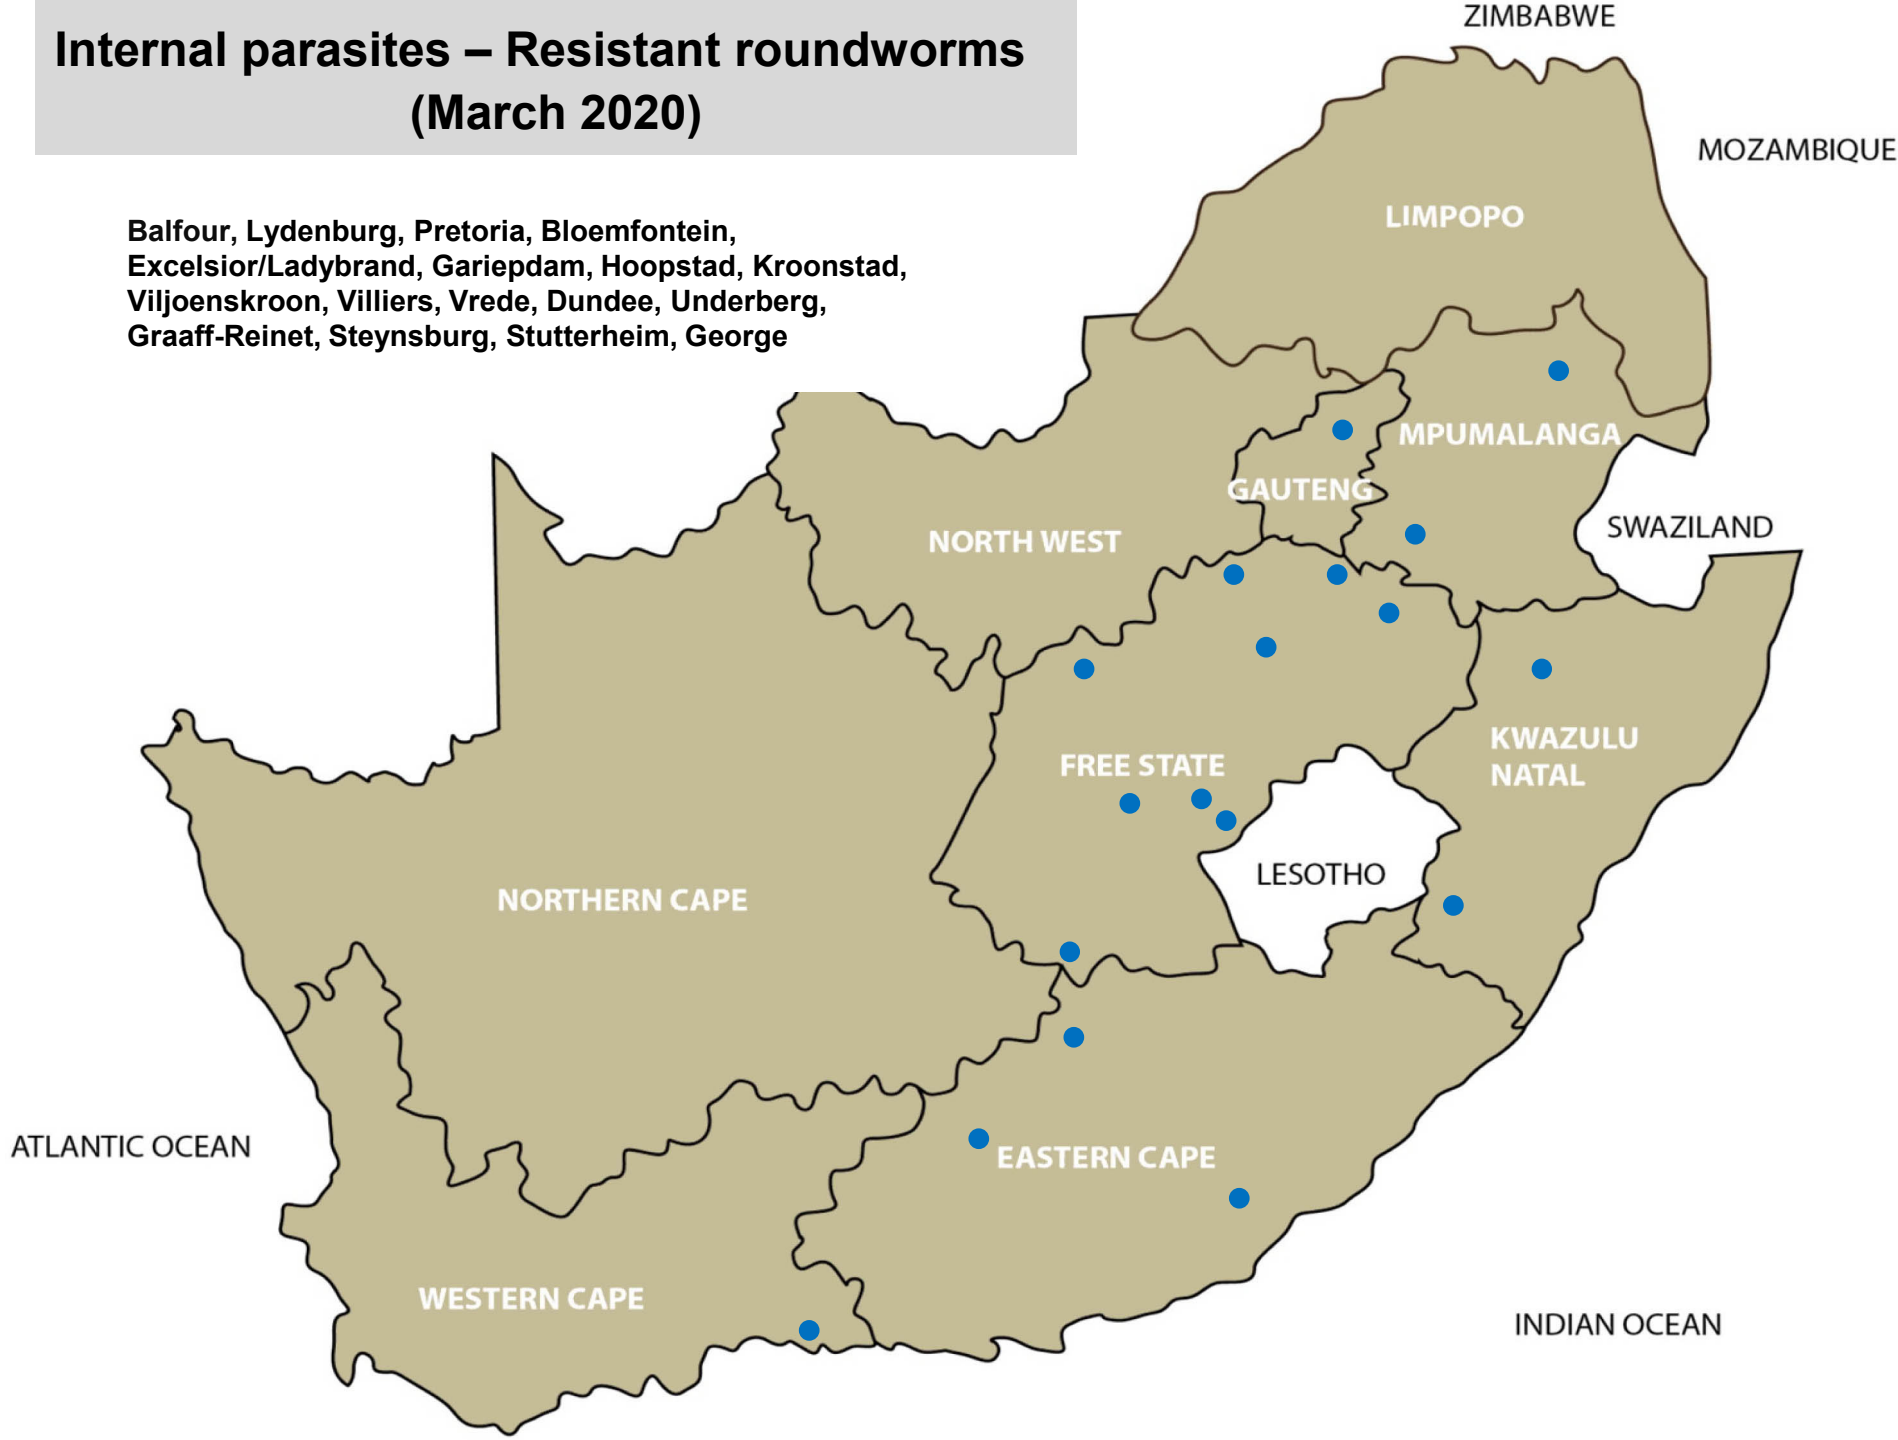 Internal parasites – Resistant roundworms
(March 2020)
Balfour, Lydenburg, Pretoria, Bloemfontein,
Excelsior/Ladybrand, Gariepdam, Hoopstad, Kroonstad,
Viljoenskroon, Villiers, Vrede, Dundee, Underberg,
Graaff-Reinet, Steynsburg, Stutterheim, George
ZIMBABWE
MOZAMBIQUE
LIMPOPO
MPUMALANGA
GAUTENG
NORTH WEST
SWAZILAND
KWAZULU
NATAL
FREE STATE
LESOTHO
NORTHERN CAPE
ATLANTIC OCEAN
EASTERN CAPE
WESTERN CAPE
INDIAN OCEAN